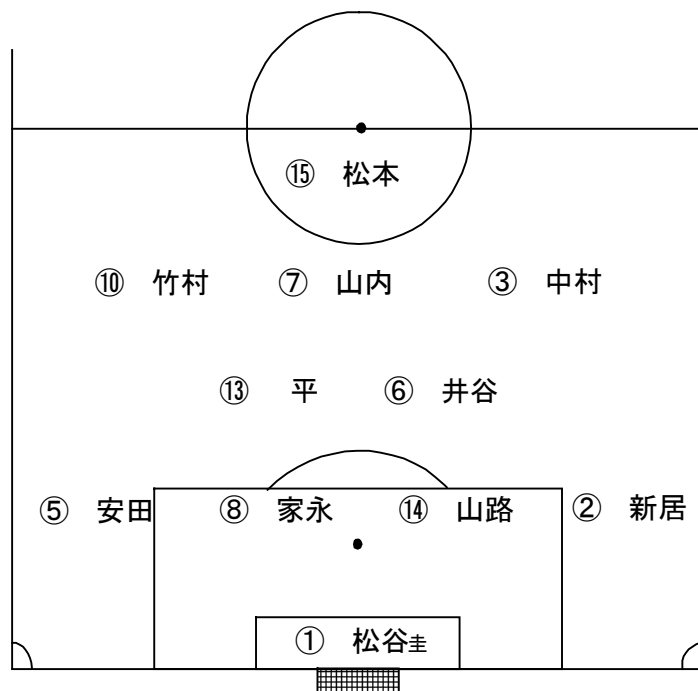 ⑮ 松本
⑩ 竹村 ⑦ 山内 ③ 中村
⑬ 平 ⑥ 井谷
⑤ 安田 ⑧ 家永 ⑭ 山路 ② 新居
① 松谷圭